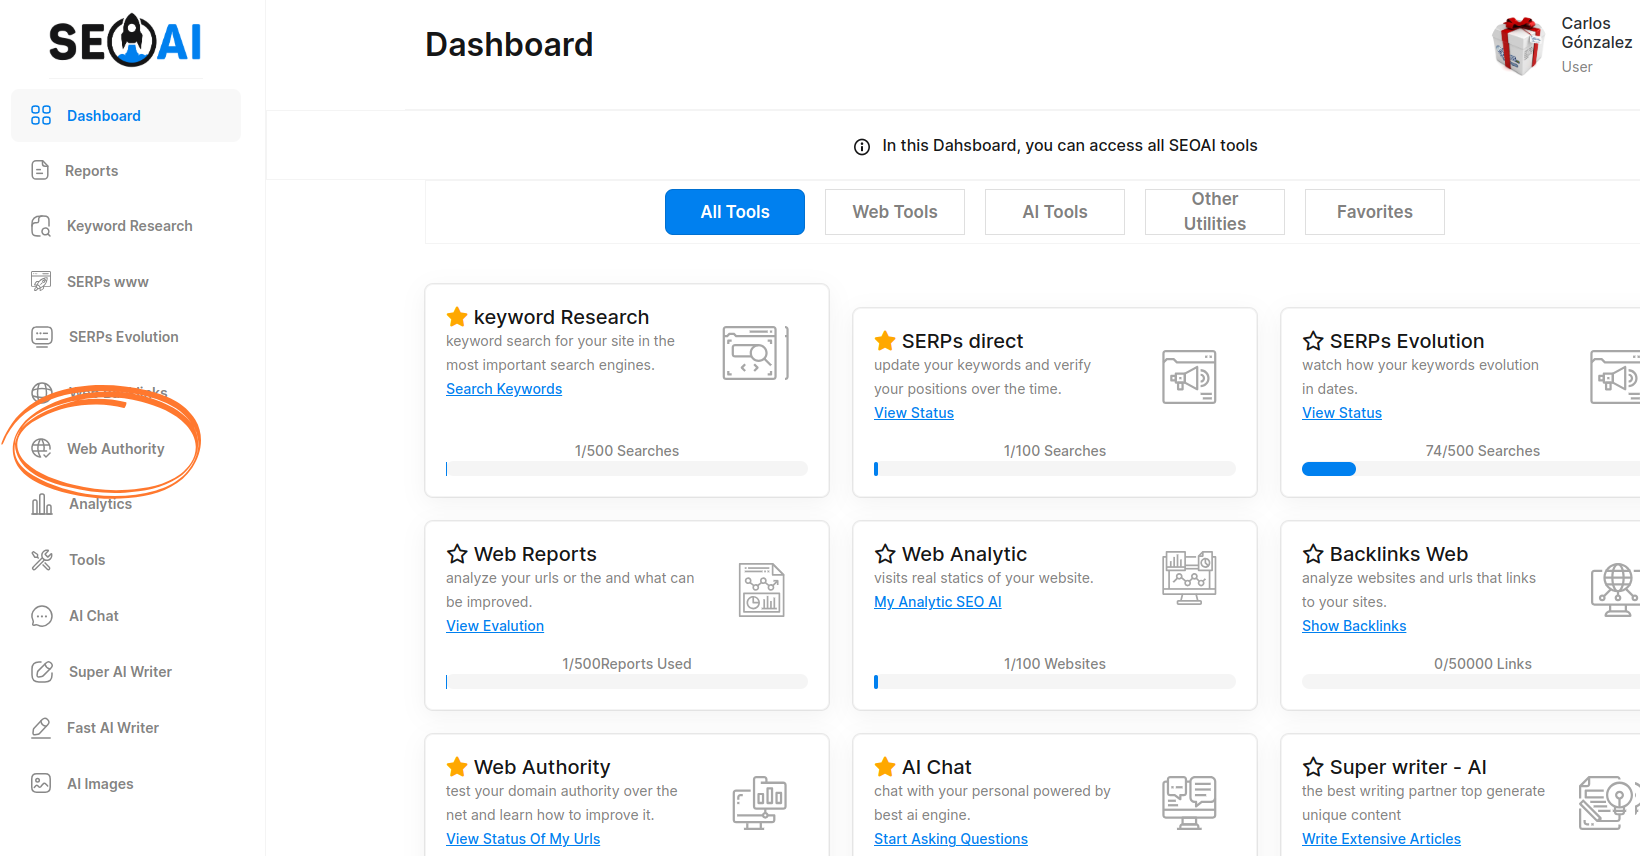 SEOAI
Dashboard
Carlos
Gónzalez
User
Dashboard
Reports
Keyword Research
SERPs www
SERPs Evolution
Web Authority
Analytics
Tools
AI Chat
Super AI Writer
Fast AI Writer
AI Images
In this Dahsboard, you can access all SEOAI tools
All Tools
Web Tools
AI Tools
Other
Utilities
Favorites
keyword Research
keyword search for your site in the
most important search engines.
Search Keywords
1/500 Searches
SERPs direct
update your keywords and verify
your positions over the time.
View Status
1/100 Searches
SERPs Evolution
watch how your keywords evolution
in dates.
View Status
74/500 Searches
Web Reports
analyze your urls or the and what can
be improved.
View Evalution
1/500Reports Used
Web Analytic
visits real statics of your website.
My Analytic SEO AI
1/100 Websites
Backlinks Web
analyze websites and urls that links
to your sites.
Show Backlinks
0/50000 Links
Web Authority
test your domain authority over the
net and learn how to improve it.
View Status Of My Urls
AI Chat
chat with your personal powered by
best ai engine.
Start Asking Questions
Super writer - AI
the best writing partner top generate
unique content
Write Extensive Articles